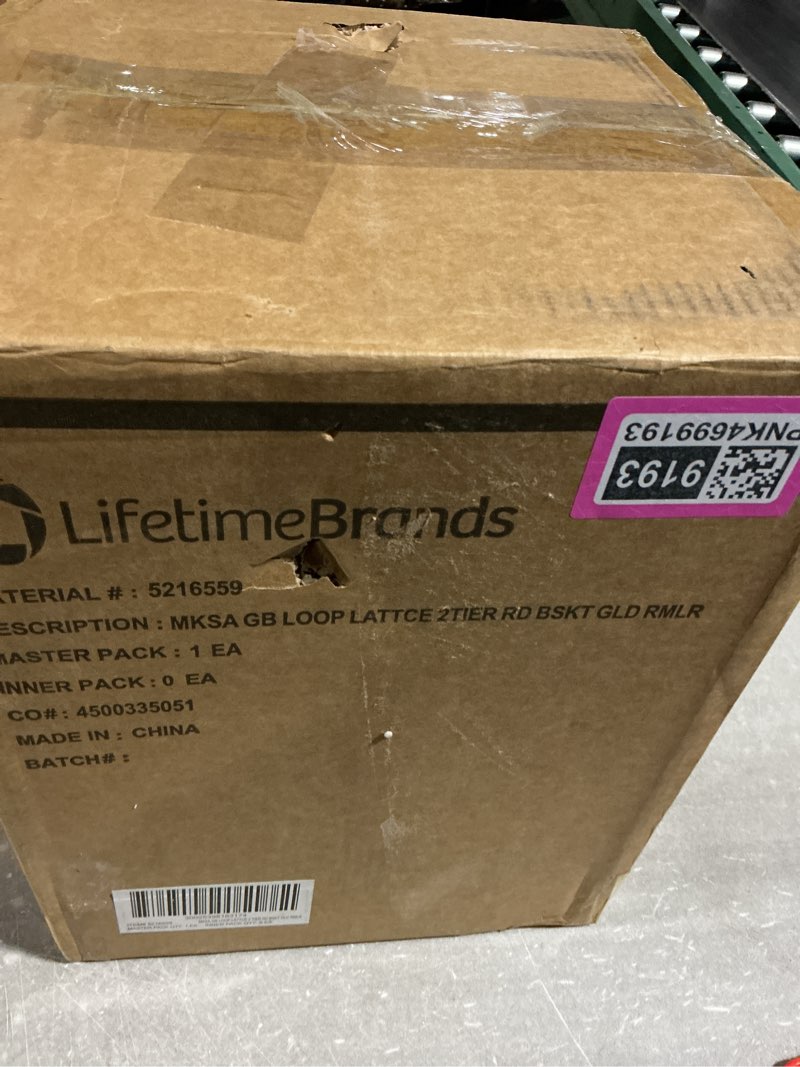 PNK4699193
9193
LifetimeBrands
ATERIAL # : 5216559
ESCRIPTION : MKSA GB LOOP LATTCE 2TIER RD BSKT GLD RMLR
MASTER PACK : 1 EA
INNER PACK : 0 EA
CO# : 4500335051
MADE IN : CHINA
BATCH# :